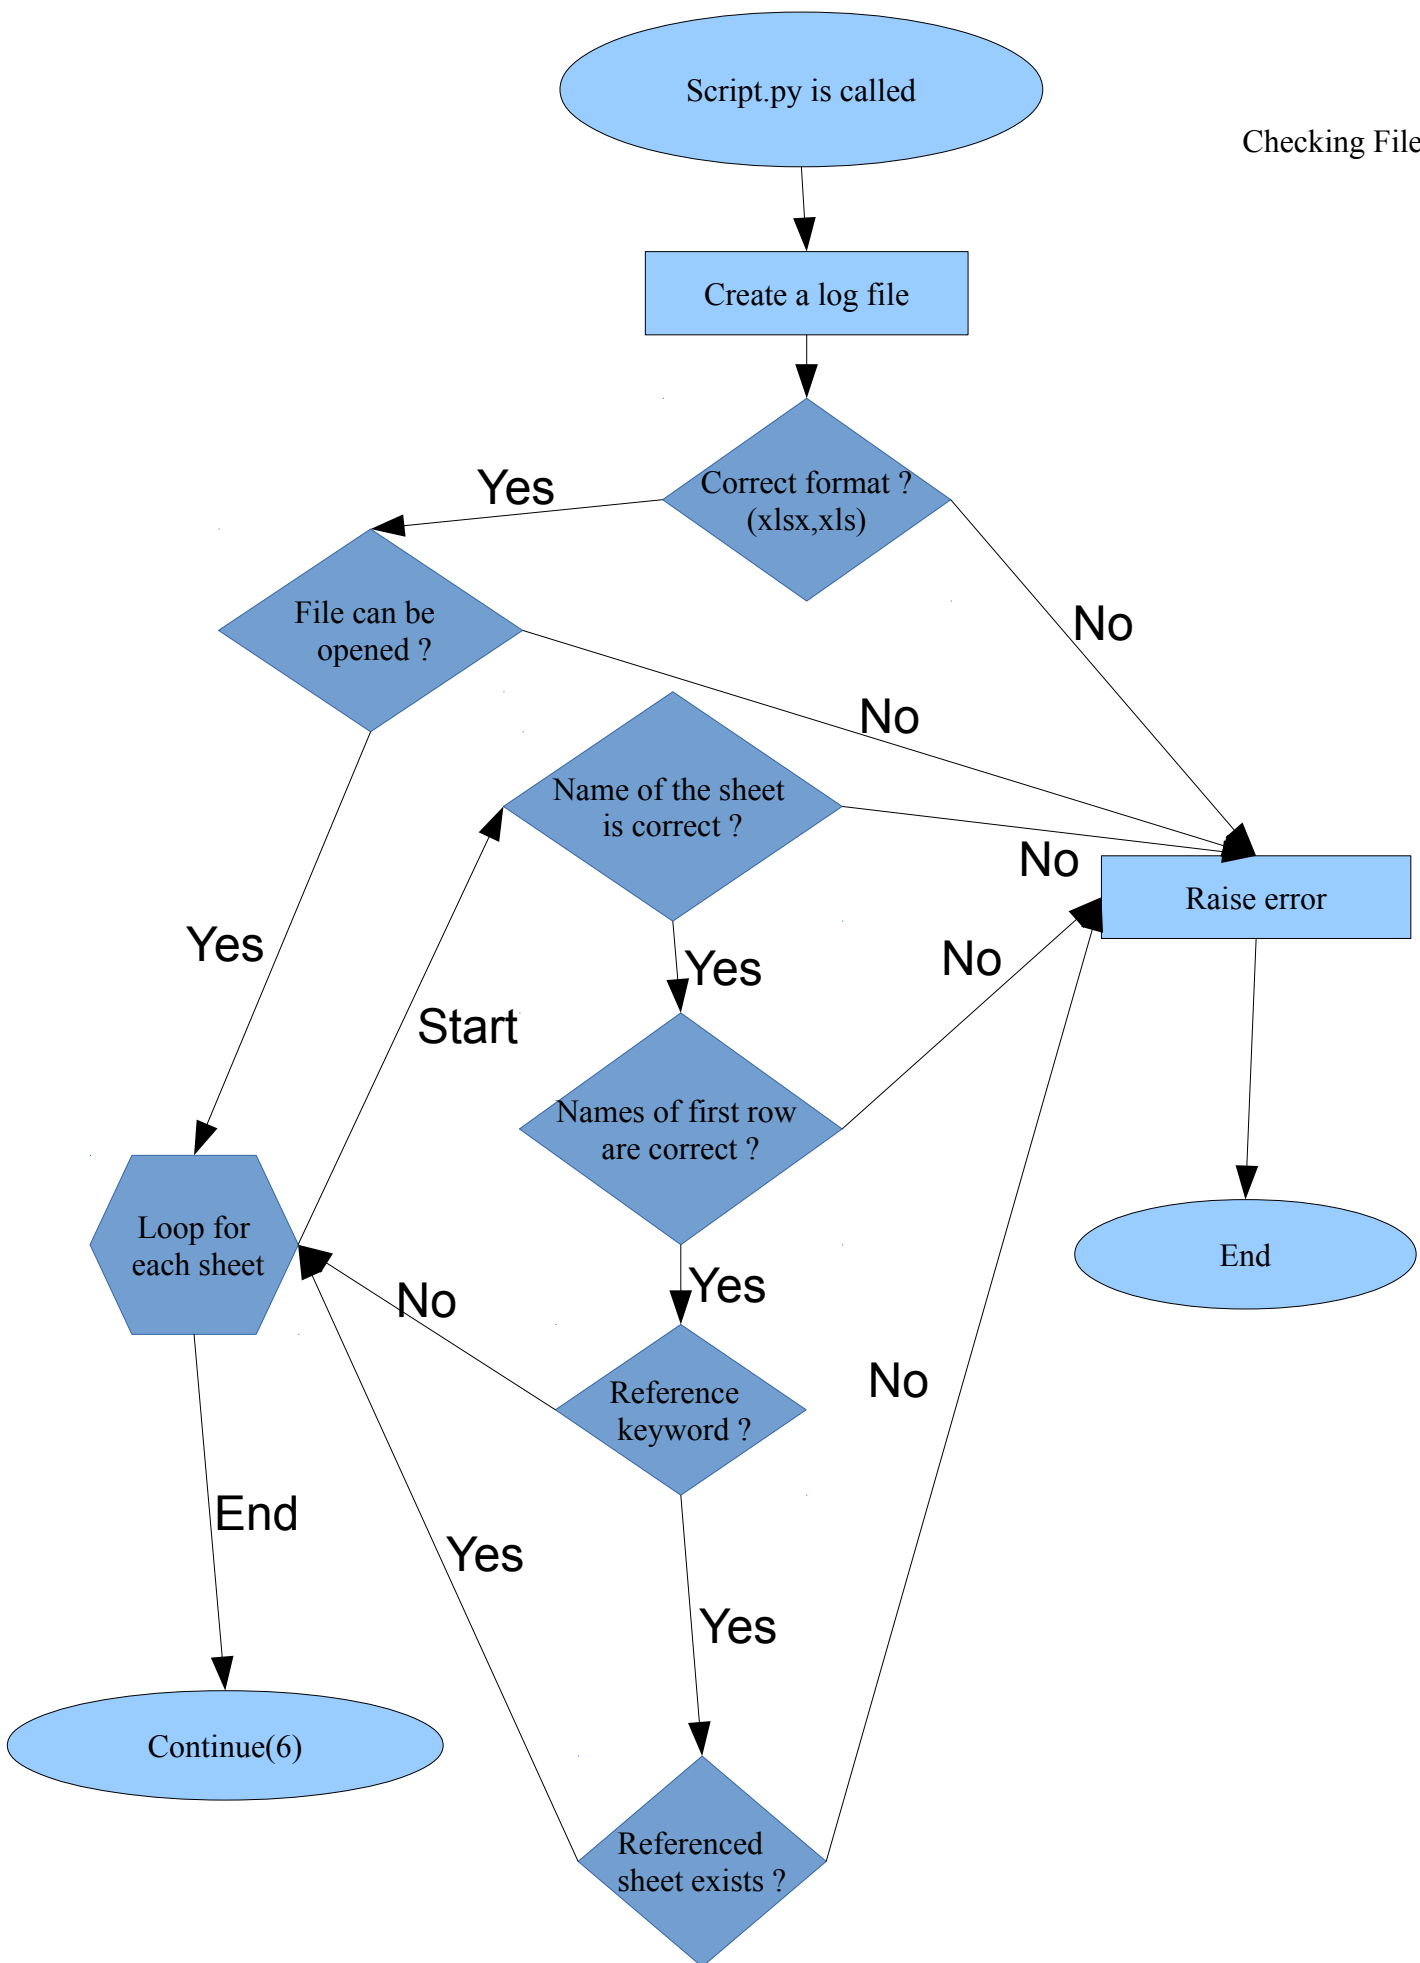 Script.py is called
Checking File
Create a log file
Correct format ?
(xlsx,xls)
Yes
No
File can be
opened ?
No
Name of the sheet
is correct ?
No
Raise error
Yes
Yes
No
Start
Names of first row
are correct ?
Loop for
each sheet
End
Yes
No
Reference
keyword ?
No
End
Yes
Yes
Continue(6)
Referenced
sheet exists ?